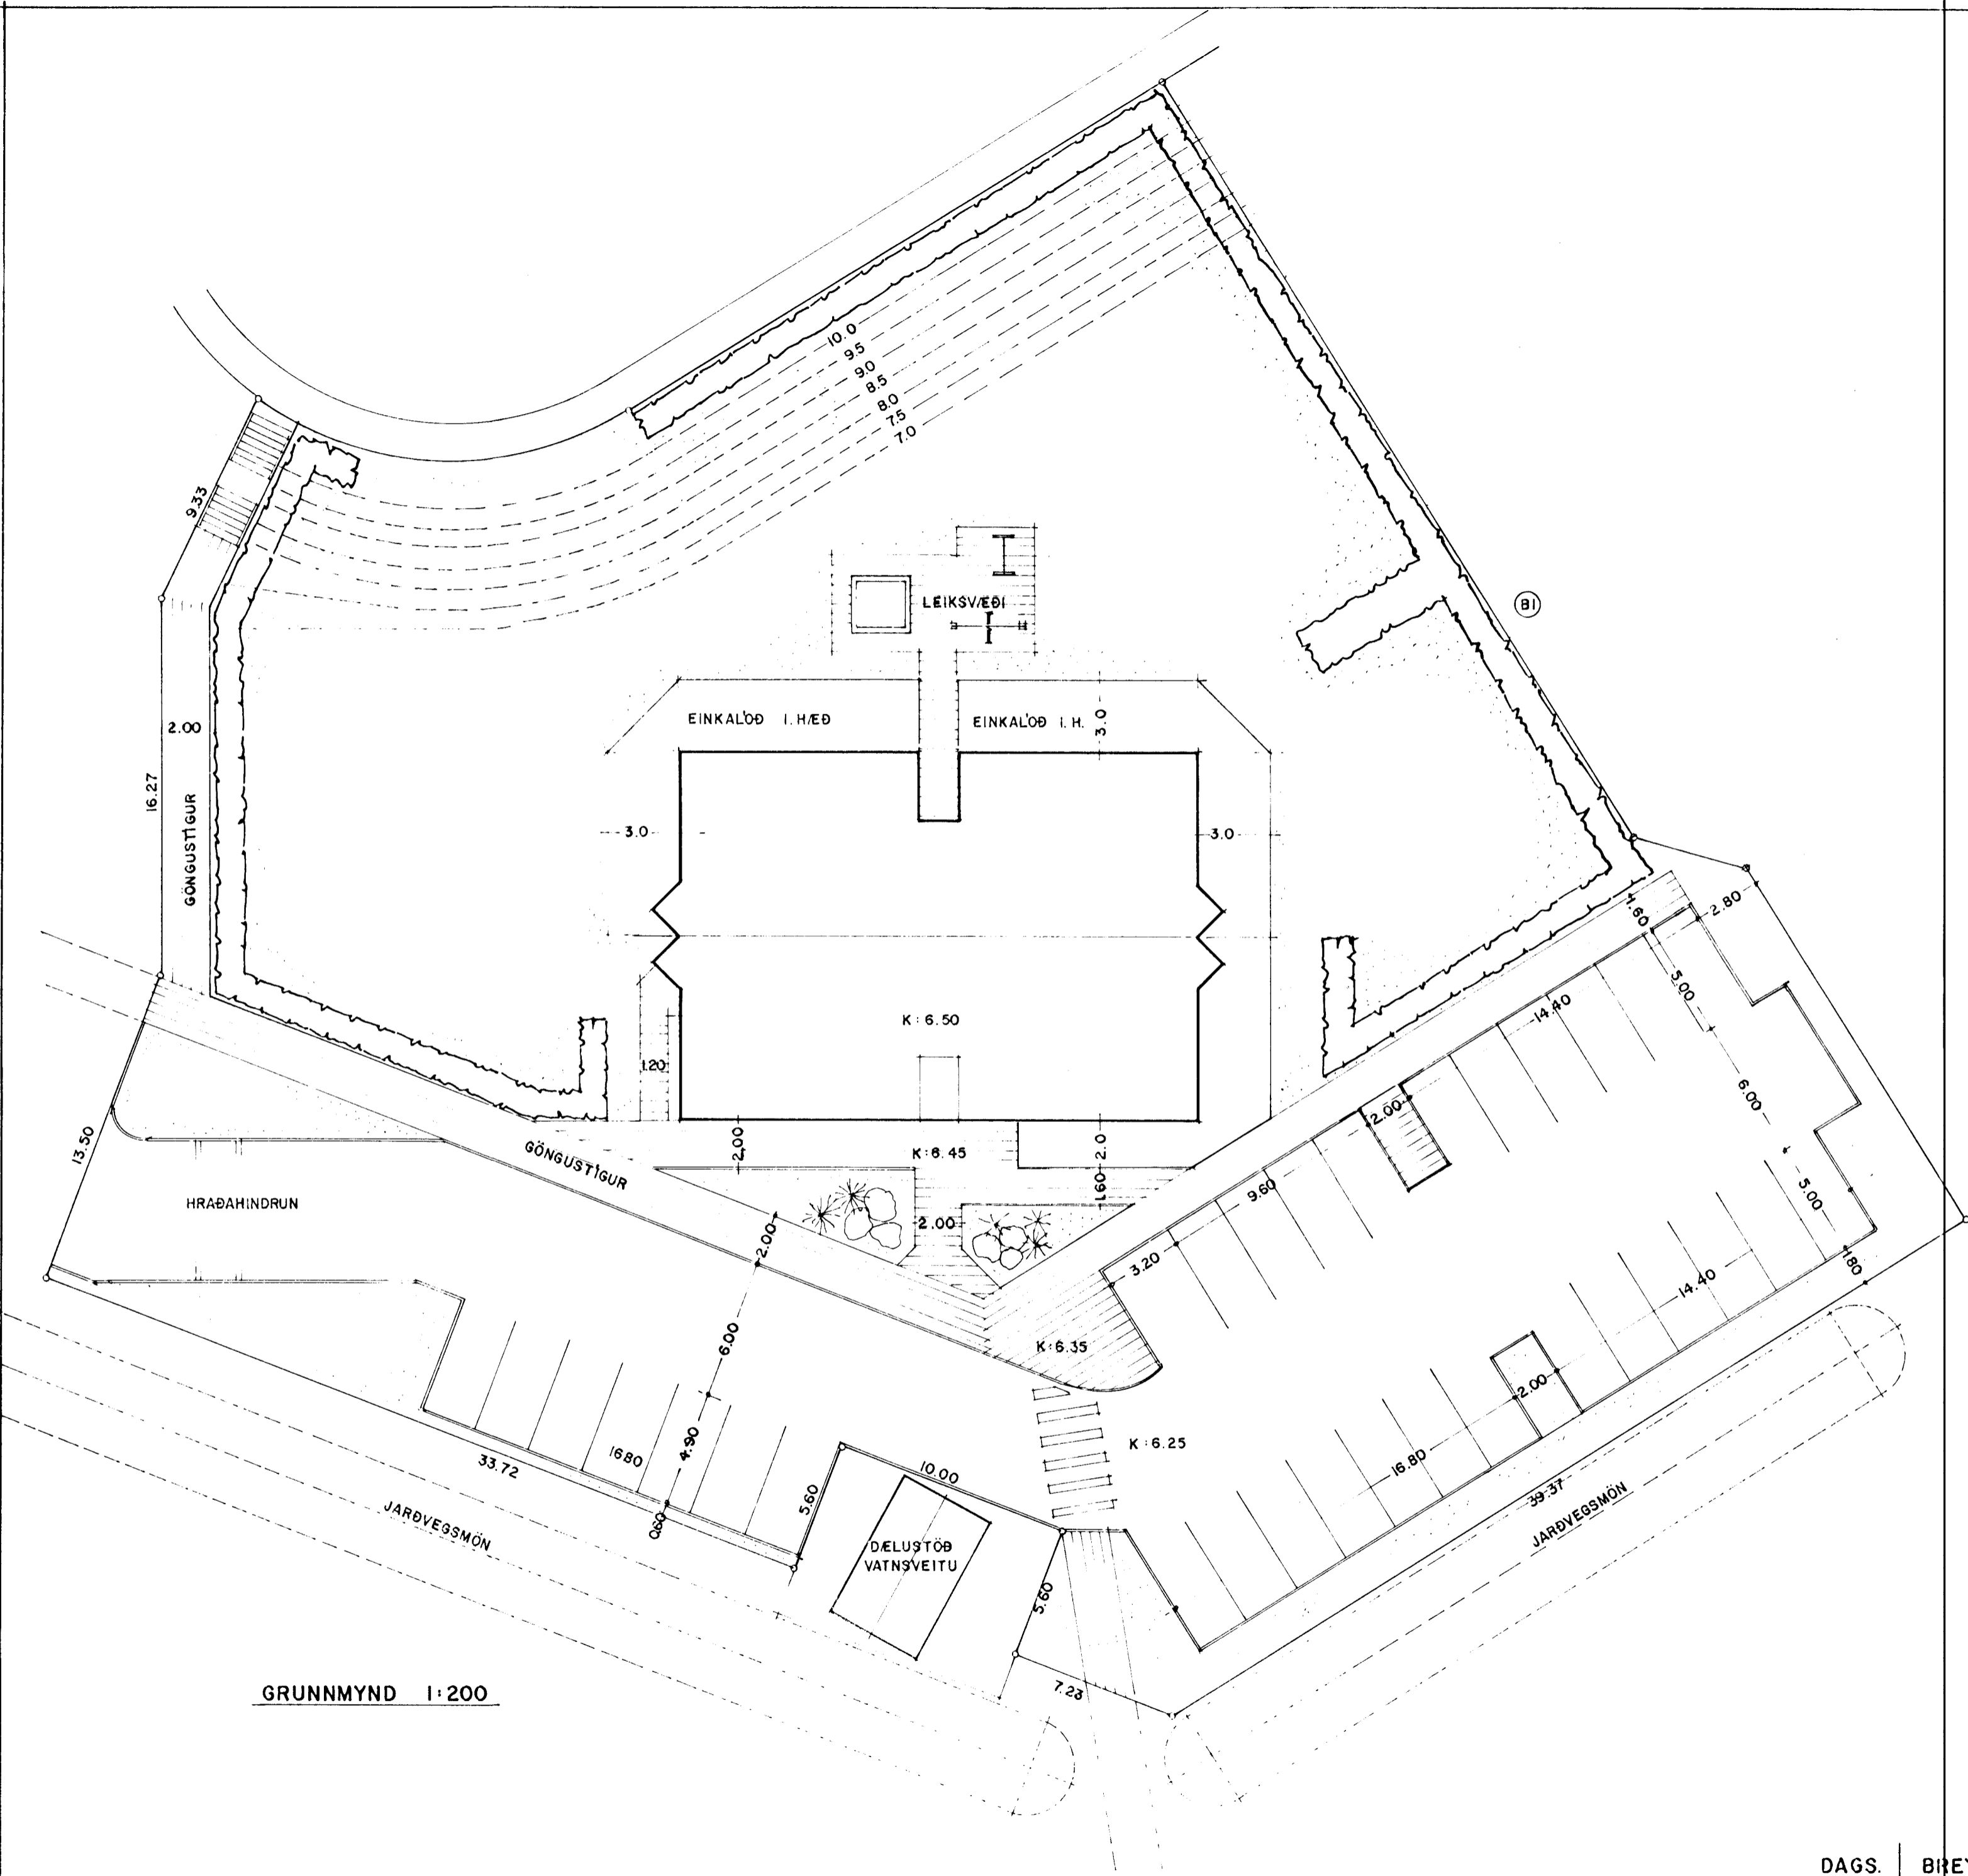 10.0
9.5
9.0
8.5
8.0
7.5
7.0
9.33
LEIKSVÆÐI
B1
EINKALÓÐ 1. HÆÐ
EINKALÓÐ 1. H.
3.0
2.00
16.27
GÖNGUSTÍGUR
3.0
3.0
1.60
2.80
5.00
14.40
6.00
K: 6.50
1.20
2.00
13.50
GÖNGUSTÍGUR
2.00
K: 6.45
2.0
1.60
9.60
5.00
HRAÐAHINDRUN
2.00
2.00
3.20
1.80
14.40
6.00
K: 6.35
2.00
K: 6.25
16.80
4.90
16.80
33.72
10.00
5.60
39.37
0.60
JARÐVEGSMÖN
JARÐVEGSMÖN
DÆLUSTÖÐ
VATNSVEITU
5.60
7.23
GRUNNMYND 1:200
DAGS.